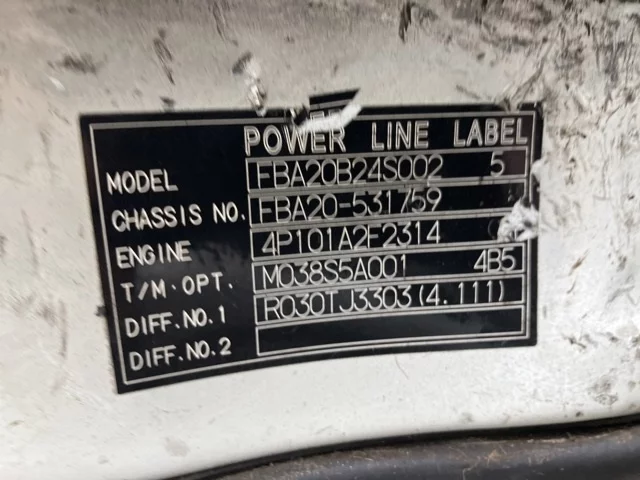 POWER LINE LABEL
MODEL FBA20B24S002 5
CHASSIS NO. FBA20-531759
ENGINE 4P101A2F2314
T/M·OPT. M038S5A001 4B5
DIFF.NO.1 R030TJ3303(4.111)
DIFF.NO.2